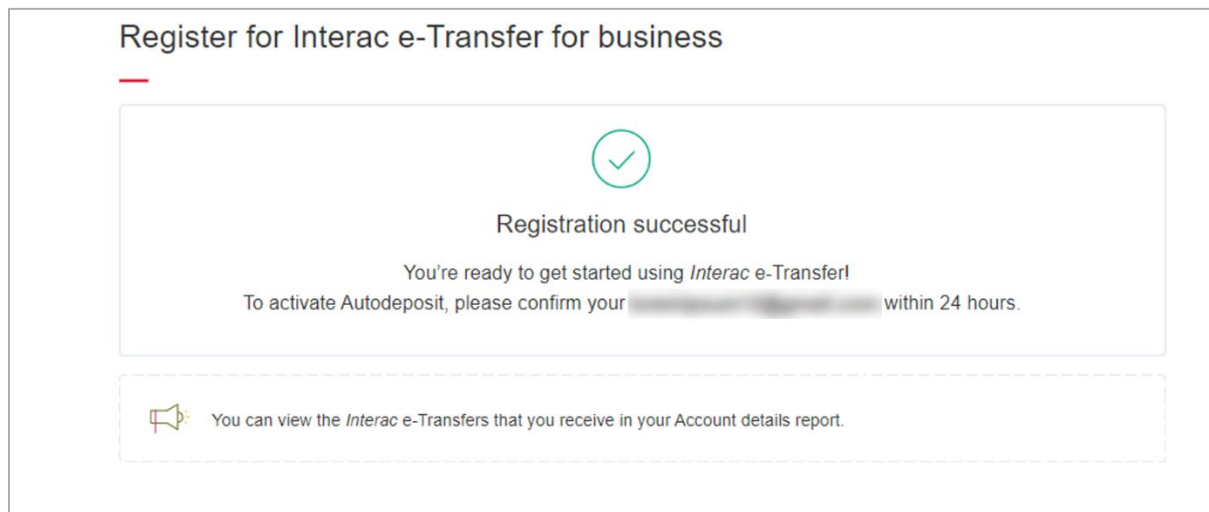 Register for Interac e-Transfer for business
Registration successful
You’re ready to get started using Interac e-Transfer!
To activate Autodeposit, please confirm your within 24 hours.
You can view the Interac e-Transfers that you receive in your Account details report.